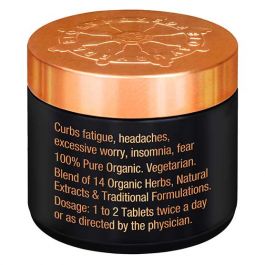 Curbs fatigue, headaches,
excessive worry, insomnia, fear
100% Pure Organic. Vegetarian.
Blend of 14 Organic Herbs, Natural
Extracts & Traditional Formulations.
Dosage: 1 to 2 Tablets twice a day
or as directed by the physician.